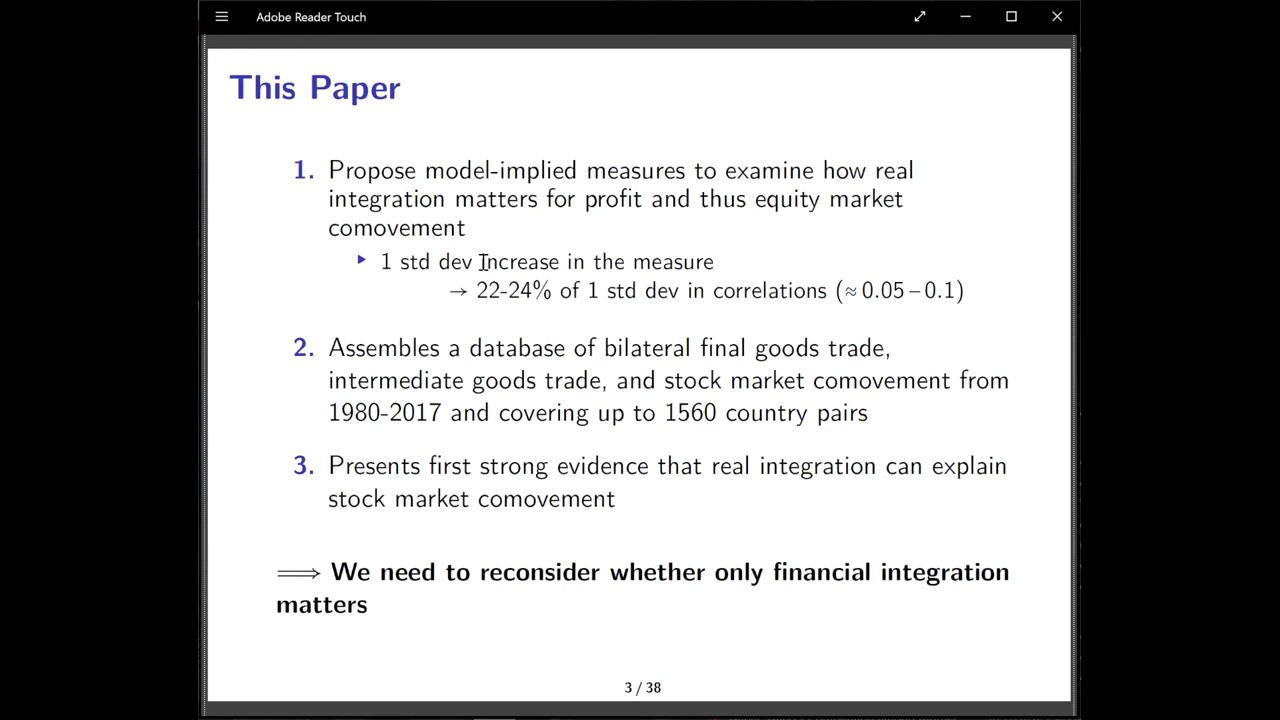 Adobe Reader Touch
This Paper
1. Propose model-implied measures to examine how real
integration matters for profit and thus equity market
comovement
1 std dev increase in the measure
→ 22-24% of 1 std dev in correlations (≈ 0.05 – 0.1)
2. Assembles a database of bilateral final goods trade,
intermediate goods trade, and stock market comovement from
1980-2017 and covering up to 1560 country pairs
3. Presents first strong evidence that real integration can explain
stock market comovement
⟹ We need to reconsider whether only financial integration
matters
3 / 38